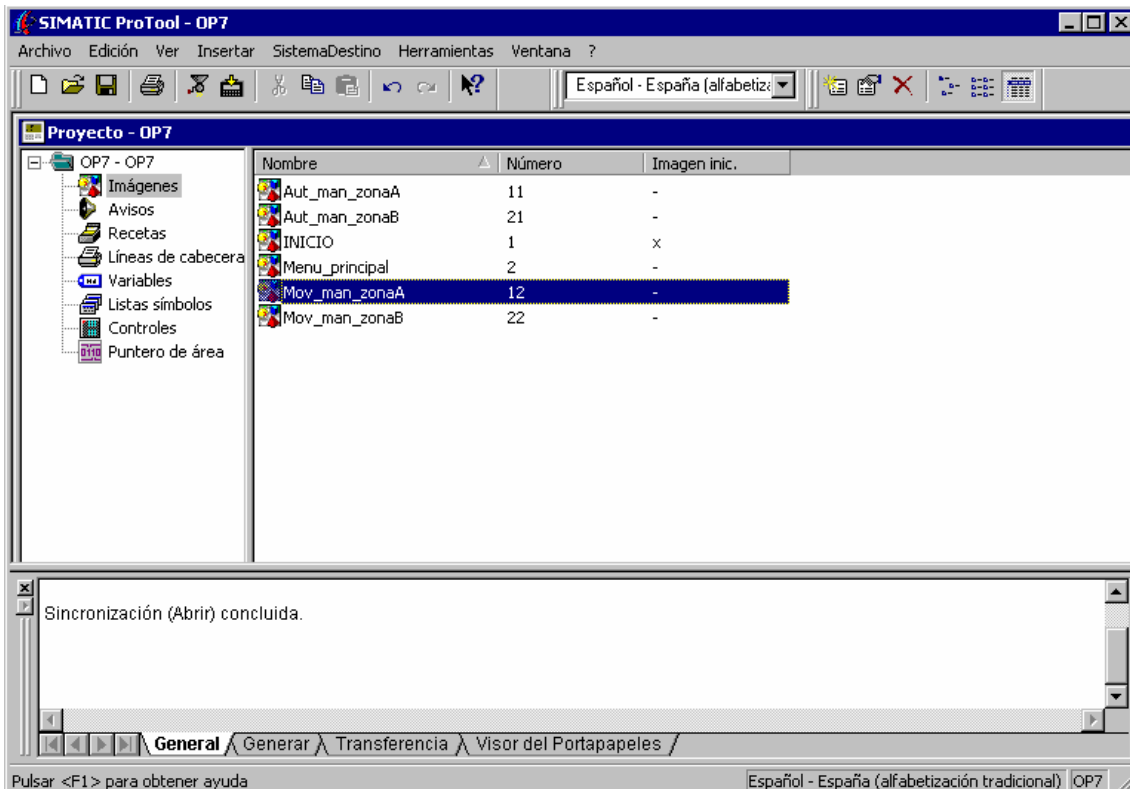 SIMATIC ProTool - OP7
Archivo Edición Ver Insertar SistemaDestino Herramientas Ventana ?
Español - España (alfabetiza
Proyecto - OP7
OP7 - OP7
Imágenes
Avisos
Recetas
Líneas de cabecera
Variables
Listas símbolos
Controles
Puntero de área
Nombre Número Imagen inic.
Aut_man_zonaA 11 -
Aut_man_zonaB 21 -
INICIO 1 x
Menu_principal 2 -
Mov_man_zonaA 12 -
Mov_man_zonaB 22 -
Sincronización (Abrir) concluida.
General Generar Transferencia Visor del Portapapeles
Pulsar <F1> para obtener ayuda Español - España (alfabetización tradicional) OP7